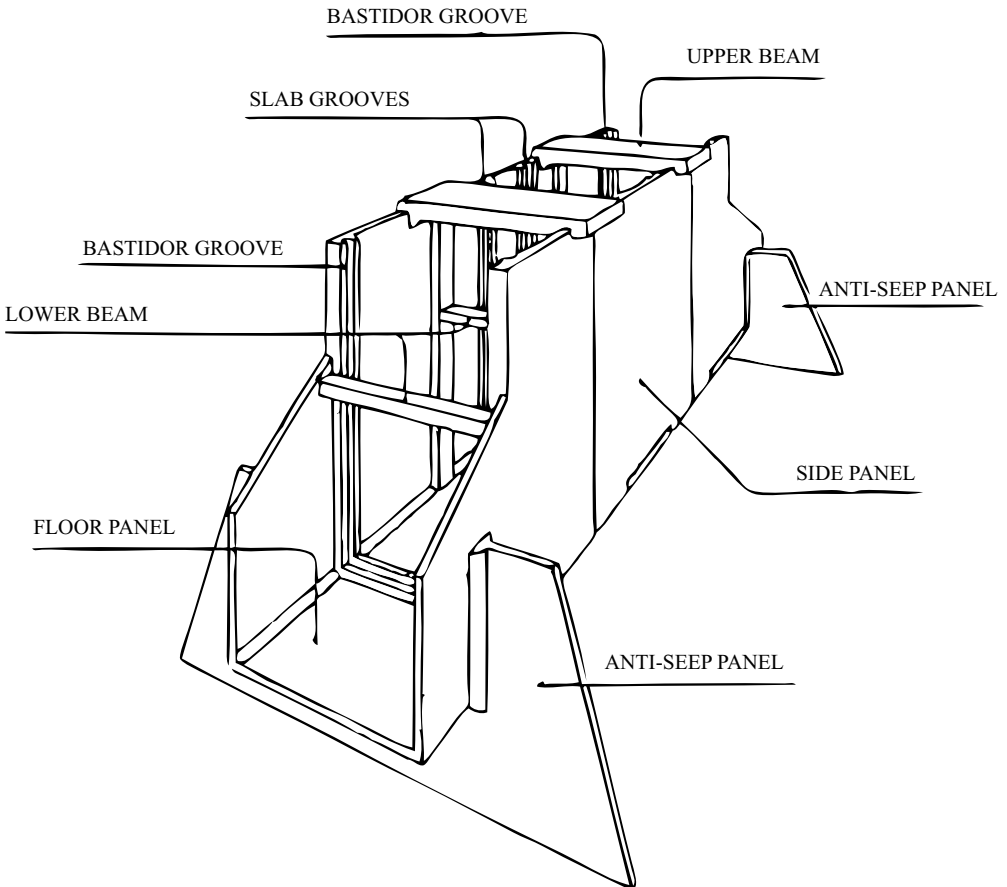 BASTIDOR GROOVE
UPPER BEAM
SLAB GROOVES
BASTIDOR GROOVE
ANTI-SEEP PANEL
LOWER BEAM
SIDE PANEL
FLOOR PANEL
ANTI-SEEP PANEL